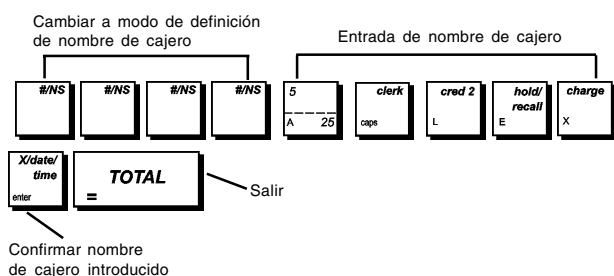 Cambiar a modo de definición
de nombre de cajero
Entrada de nombre de cajero
#/NS
#/NS
#/NS
#/NS
5
A 25
clerk
caps
cred 2
L
hold/
recall
E
charge
X
X/date/
time
enter
TOTAL
=
Salir
Confirmar nombre
de cajero introducido